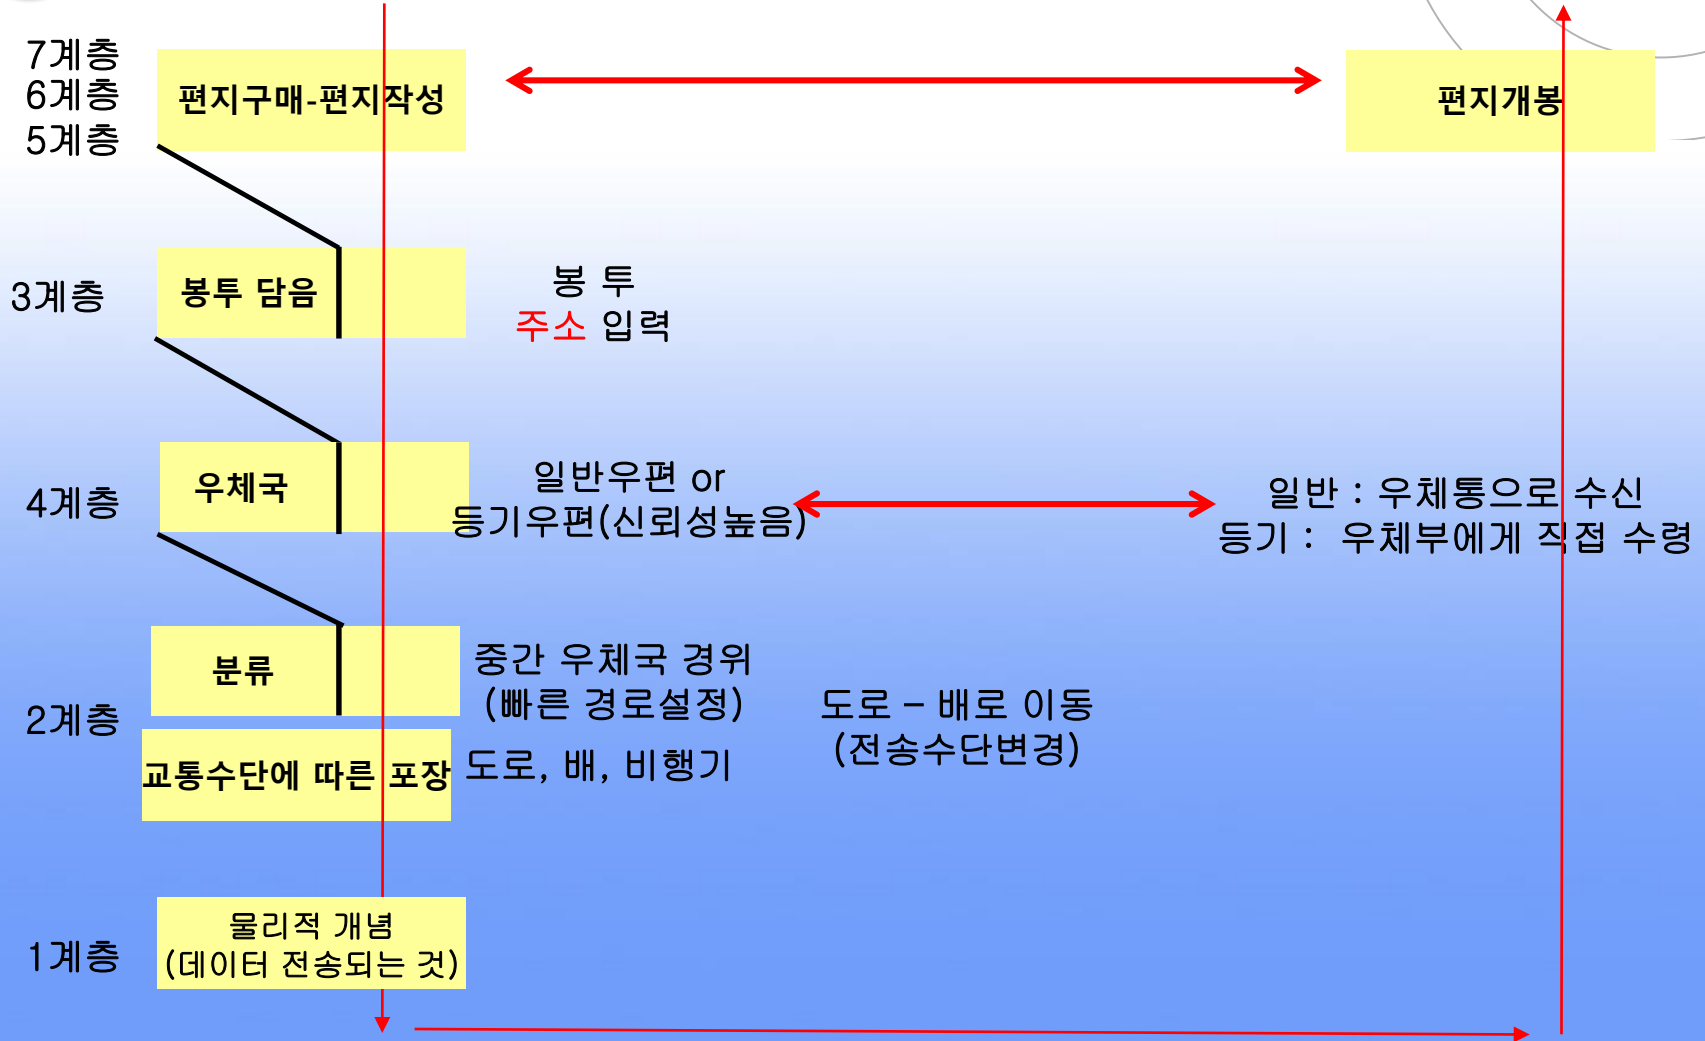 7계층
6계층
5계층
편지구매-편지작성
편지개봉
3계층
봉투 담음
봉 투
주소 입력
4계층
우체국
일반우편 or
등기우편(신뢰성높음)
일반 : 우체통으로 수신
등기 : 우체부에게 직접 수령
2계층
분류
중간 우체국 경위
(빠른 경로설정)
도로 – 배로 이동
(전송수단변경)
교통수단에 따른 포장
도로, 배, 비행기
1계층
물리적 개념
(데이터 전송되는 것)